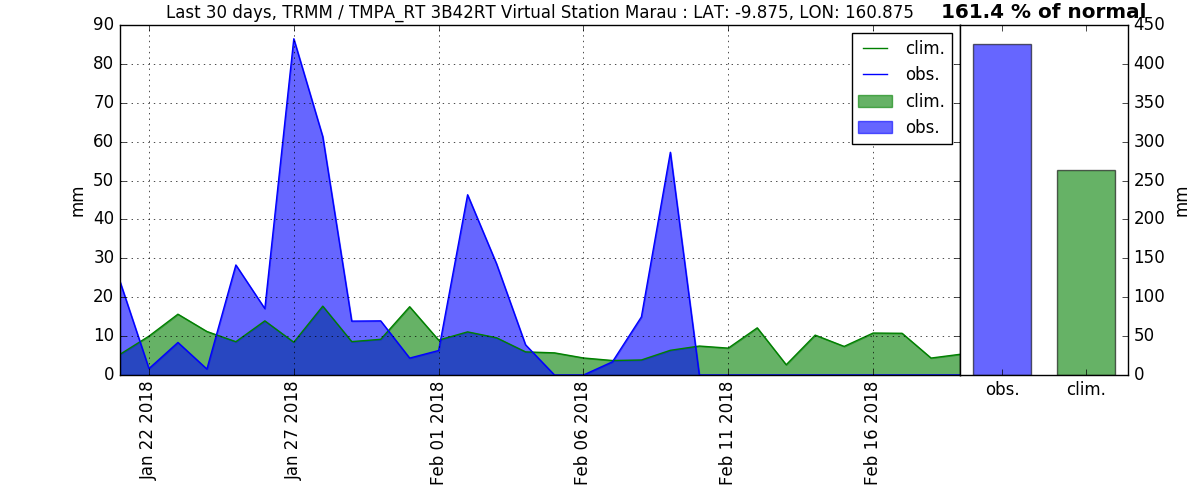 Last 30 days, TRMM / TMPA_RT 3B42RT Virtual Station Marau : LAT: -9.875, LON: 160.875
161.4 % of normal
90
80
70
60
50
40
30
20
10
0
mm
clim.
obs.
clim.
obs.
Jan 22 2018
Jan 27 2018
Feb 01 2018
Feb 06 2018
Feb 11 2018
Feb 16 2018
450
400
350
300
250
200
150
100
50
0
mm
obs.
clim.